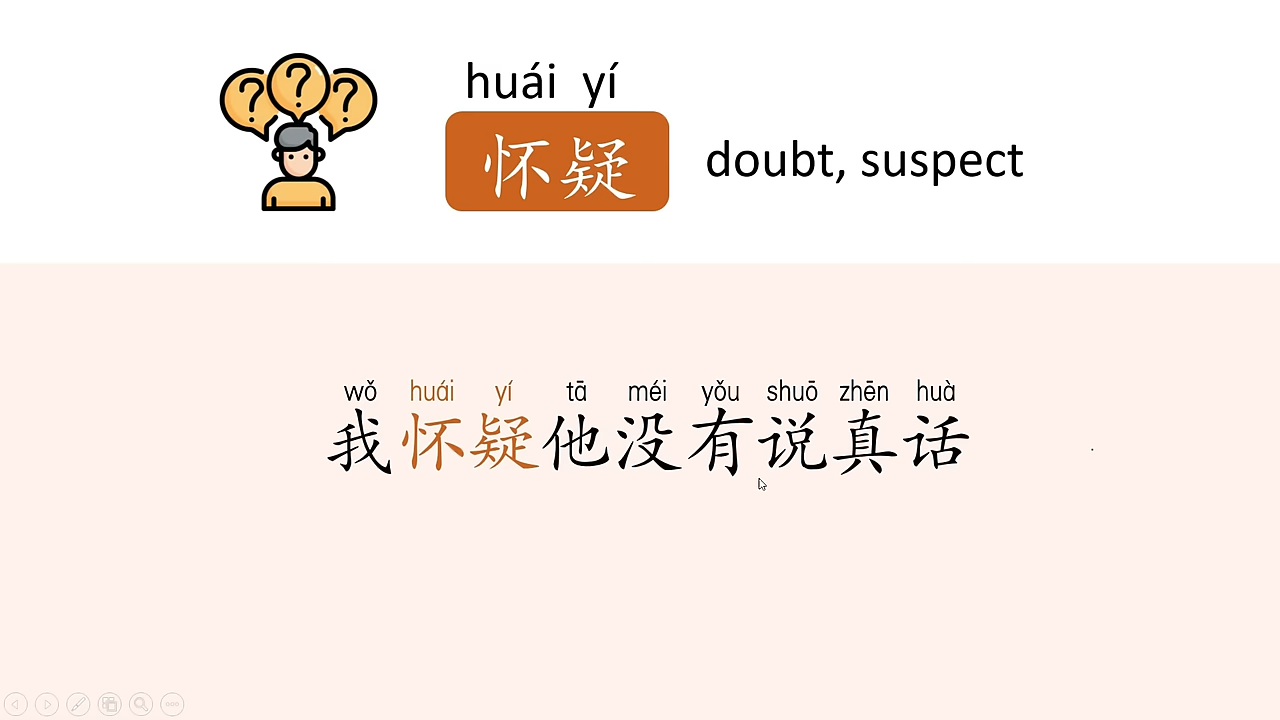 huái yí
怀疑
doubt, suspect
wǒ huái yí tā méi yǒu shuō zhēn huà
我怀疑他没有说真话